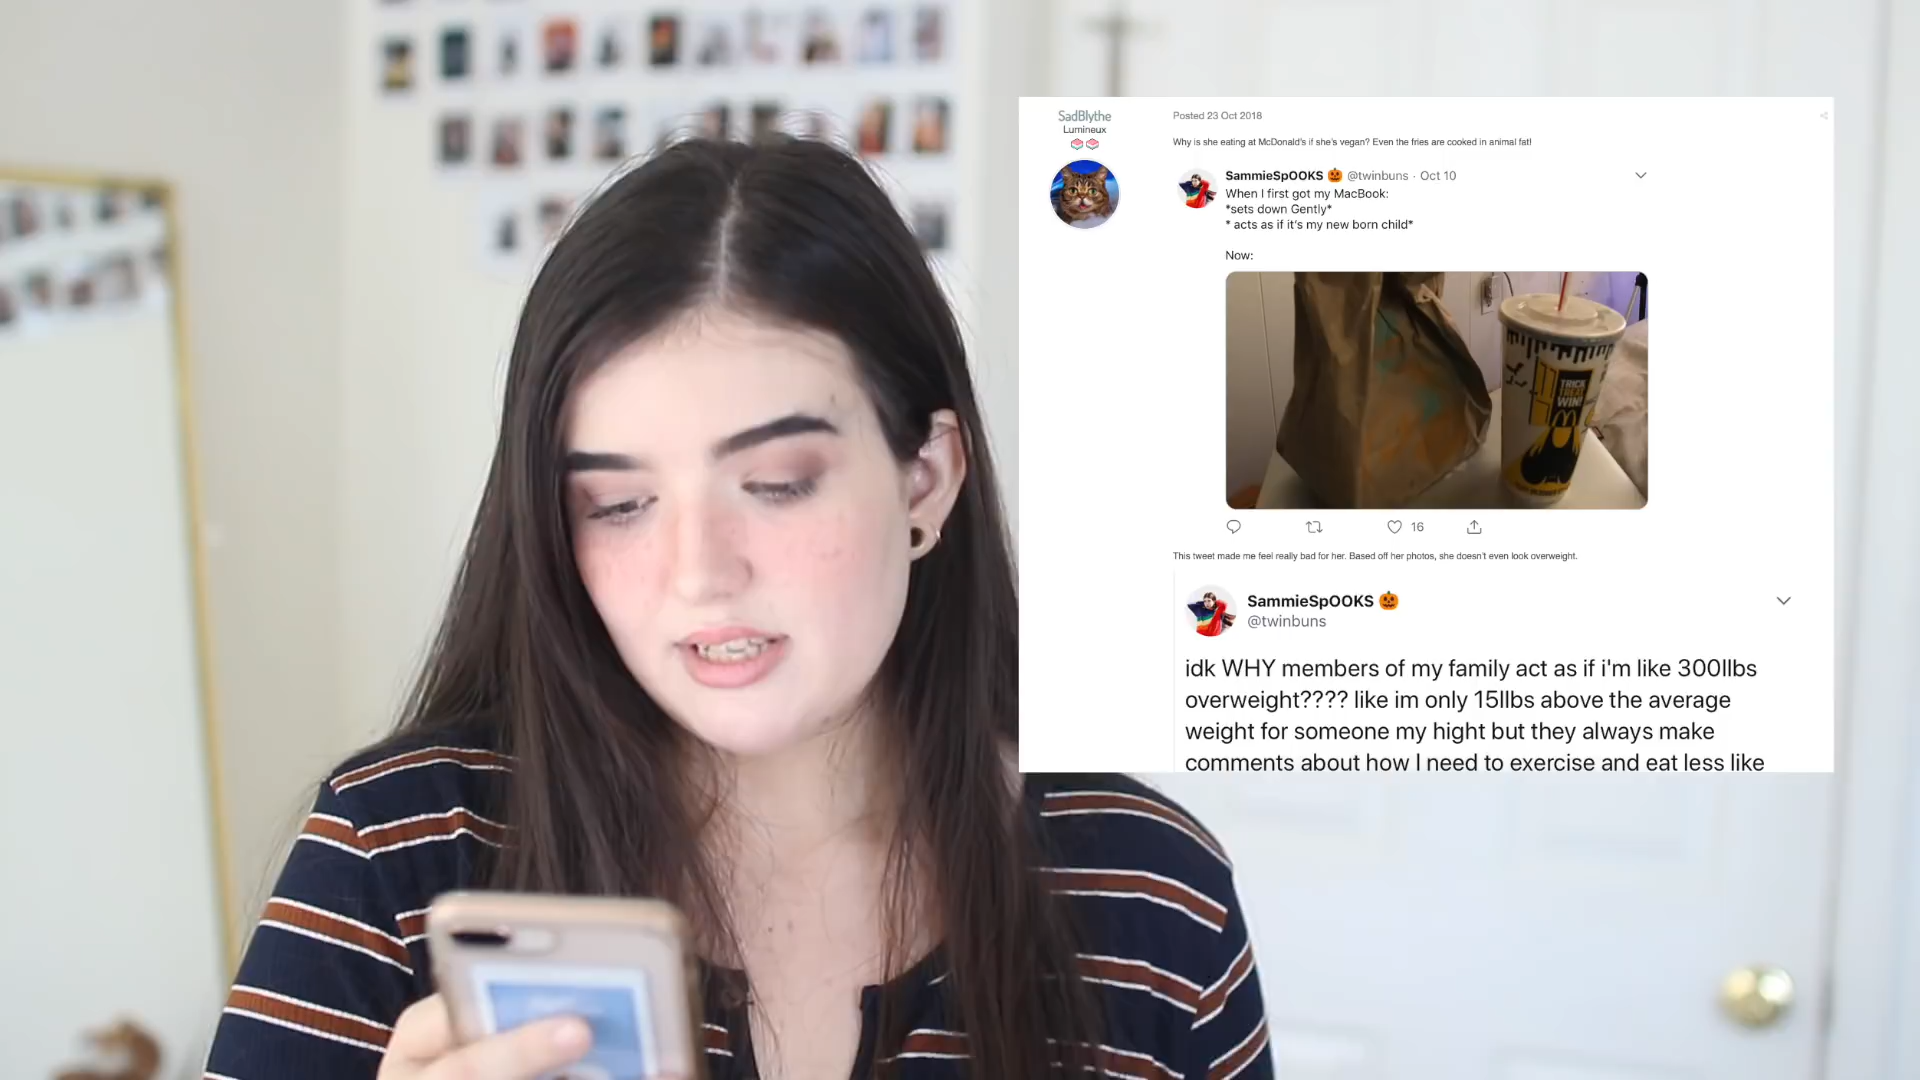 SadBlythe
Lumineux
Posted 23 Oct 2018
Why is she eating at McDonald's if she's vegan? Even the fries are cooked in animal fat!
SammieSpOOKS 🎃 @twinbuns · Oct 10
When I first got my MacBook:
*sets down Gently*
* acts as if it's my new born child*
Now:
TRICK
TREAT
WIN!
16
This tweet made me feel really bad for her. Based off her photos, she doesn't even look overweight.
SammieSpOOKS 🎃
@twinbuns
idk WHY members of my family act as if i'm like 300llbs
overweight???? like im only 15llbs above the average
weight for someone my hight but they always make
comments about how I need to exercise and eat less like